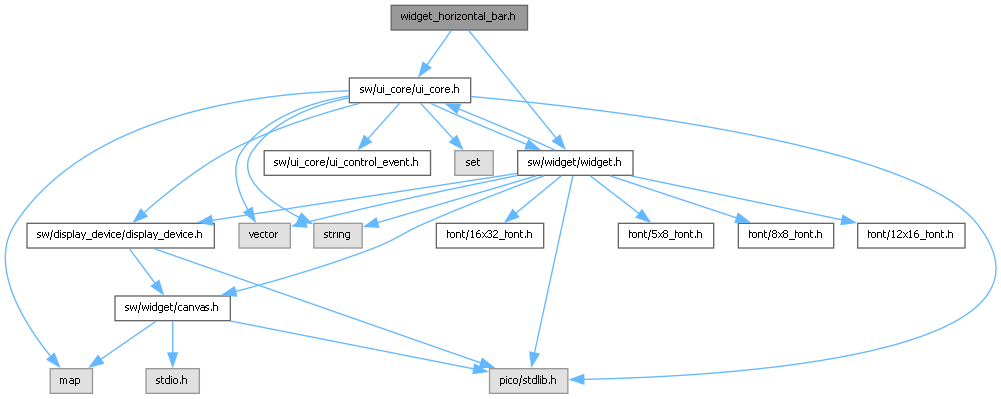 widget_horizontal_bar.h
sw/ui_core/ui_core.h
sw/ui_core/ui_control_event.h
set
sw/widget/widget.h
sw/display_device/display_device.h
vector
string
font/16x32_font.h
font/5x8_font.h
font/8x8_font.h
font/12x16_font.h
sw/widget/canvas.h
map
stdio.h
pico/stdlib.h